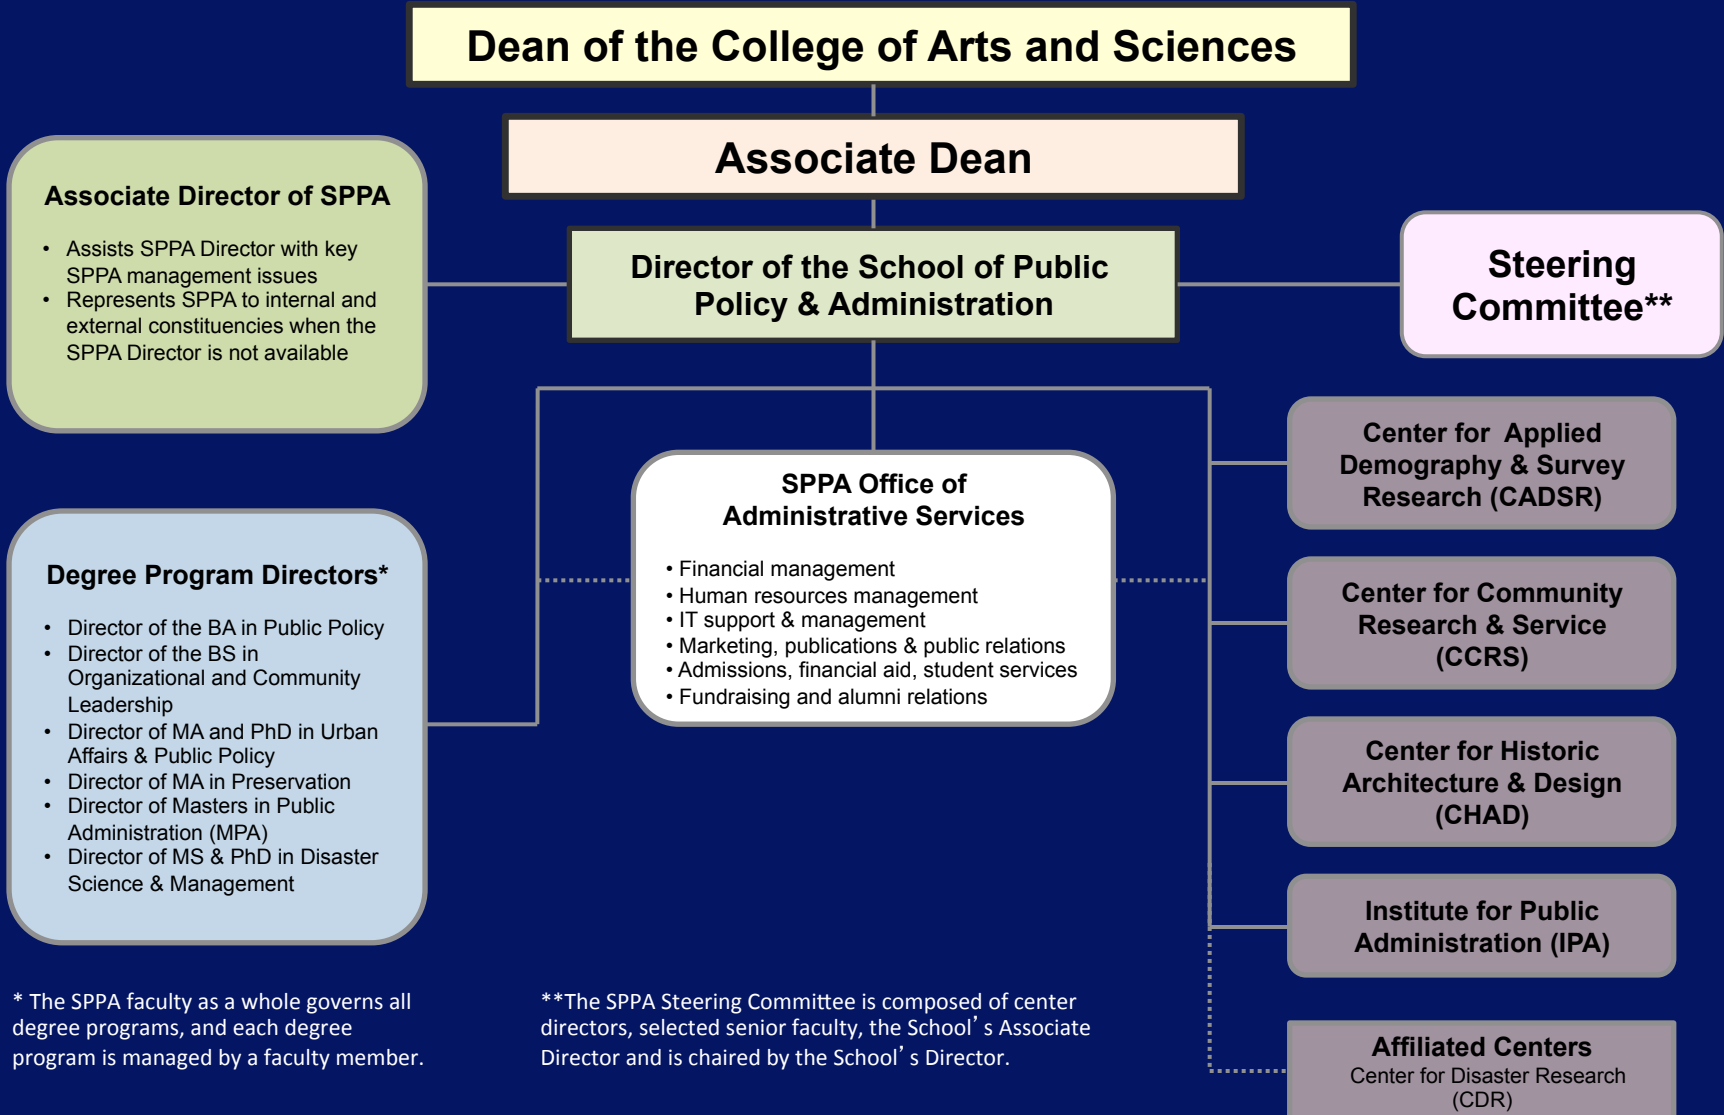 Dean of the College of Arts and Sciences
Associate Dean
Associate Director of SPPA
• Assists SPPA Director with key
SPPA management issues
• Represents SPPA to internal and
external constituencies when the
SPPA Director is not available
Director of the School of Public
Policy & Administration
Steering
Committee**
Degree Program Directors*
• Director of the BA in Public Policy
• Director of the BS in
Organizational and Community
Leadership
• Director of MA and PhD in Urban
Affairs & Public Policy
• Director of MA in Preservation
• Director of Masters in Public
Administration (MPA)
• Director of MS & PhD in Disaster
Science & Management
SPPA Office of
Administrative Services
• Financial management
• Human resources management
• IT support & management
• Marketing, publications & public relations
• Admissions, financial aid, student services
• Fundraising and alumni relations
Center for Applied
Demography & Survey
Research (CADSR)
Center for Community
Research & Service
(CCRS)
Center for Historic
Architecture & Design
(CHAD)
Institute for Public
Administration (IPA)
Affiliated Centers
Center for Disaster Research
(CDR)
* The SPPA faculty as a whole governs all
degree programs, and each degree
program is managed by a faculty member.
**The SPPA Steering Committee is composed of center
directors, selected senior faculty, the School's Associate
Director and is chaired by the School's Director.